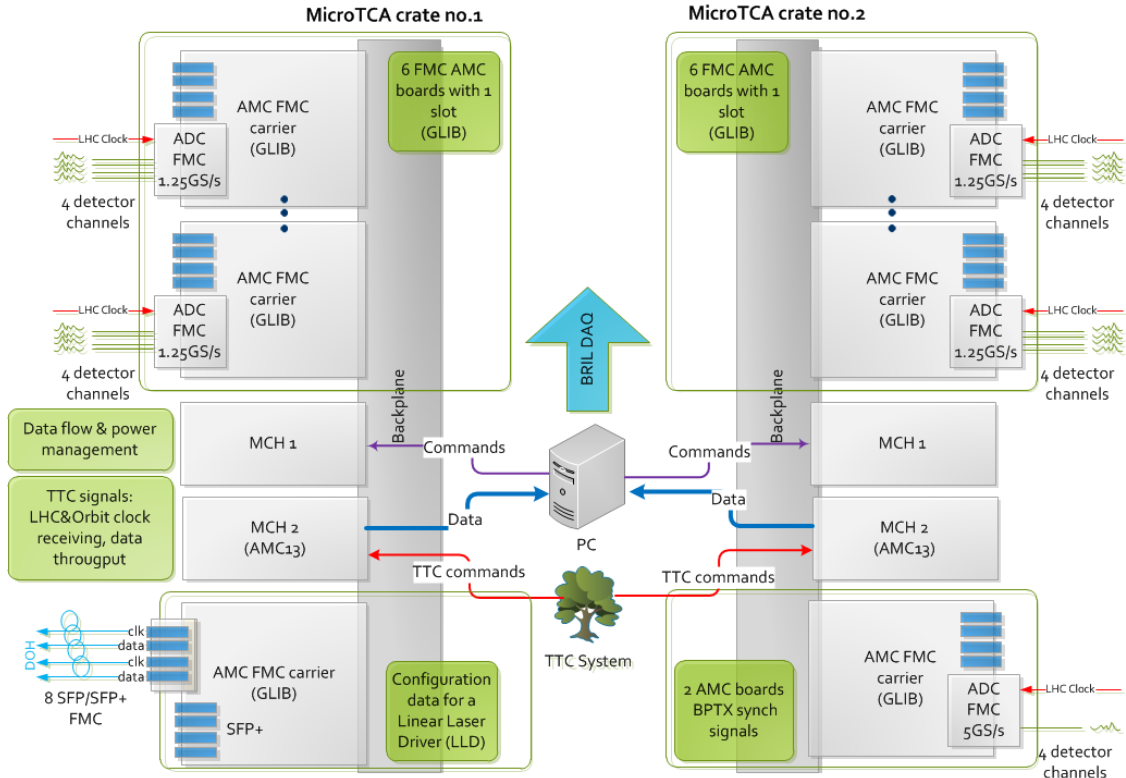 MicroTCA crate no.1
MicroTCA crate no.2
AMC FMC
carrier
(GLIB)
6 FMC AMC
boards with 1
slot
(GLIB)
LHC Clock
ADC
FMC
1.25GS/s
4 detector
channels
AMC FMC
carrier
(GLIB)
LHC Clock
ADC
FMC
1.25GS/s
4 detector
channels
6 FMC AMC
boards with 1
slot
(GLIB)
AMC FMC
carrier
(GLIB)
ADC
FMC
1.25GS/s
LHC Clock
4 detector
channels
AMC FMC
carrier
(GLIB)
ADC
FMC
1.25GS/s
LHC Clock
4 detector
channels
BRIL DAQ
Backplane
Backplane
Data flow & power
management
MCH 1
Commands
Commands
MCH 1
TTC signals:
LHC&Orbit clock
receiving, data
througput
MCH 2
(AMC13)
Data
PC
Data
MCH 2
(AMC13)
TTC commands
TTC commands
TTC System
DOH
clk
data
clk
data
8 SFP/SFP+
FMC
AMC FMC carrier
(GLIB)
SFP+
Configuration
data for a
Linear Laser
Driver (LLD)
2 AMC boards
BPTX synch
signals
AMC FMC
carrier
(GLIB)
ADC
FMC
5GS/s
LHC Clock
4 detector
channels